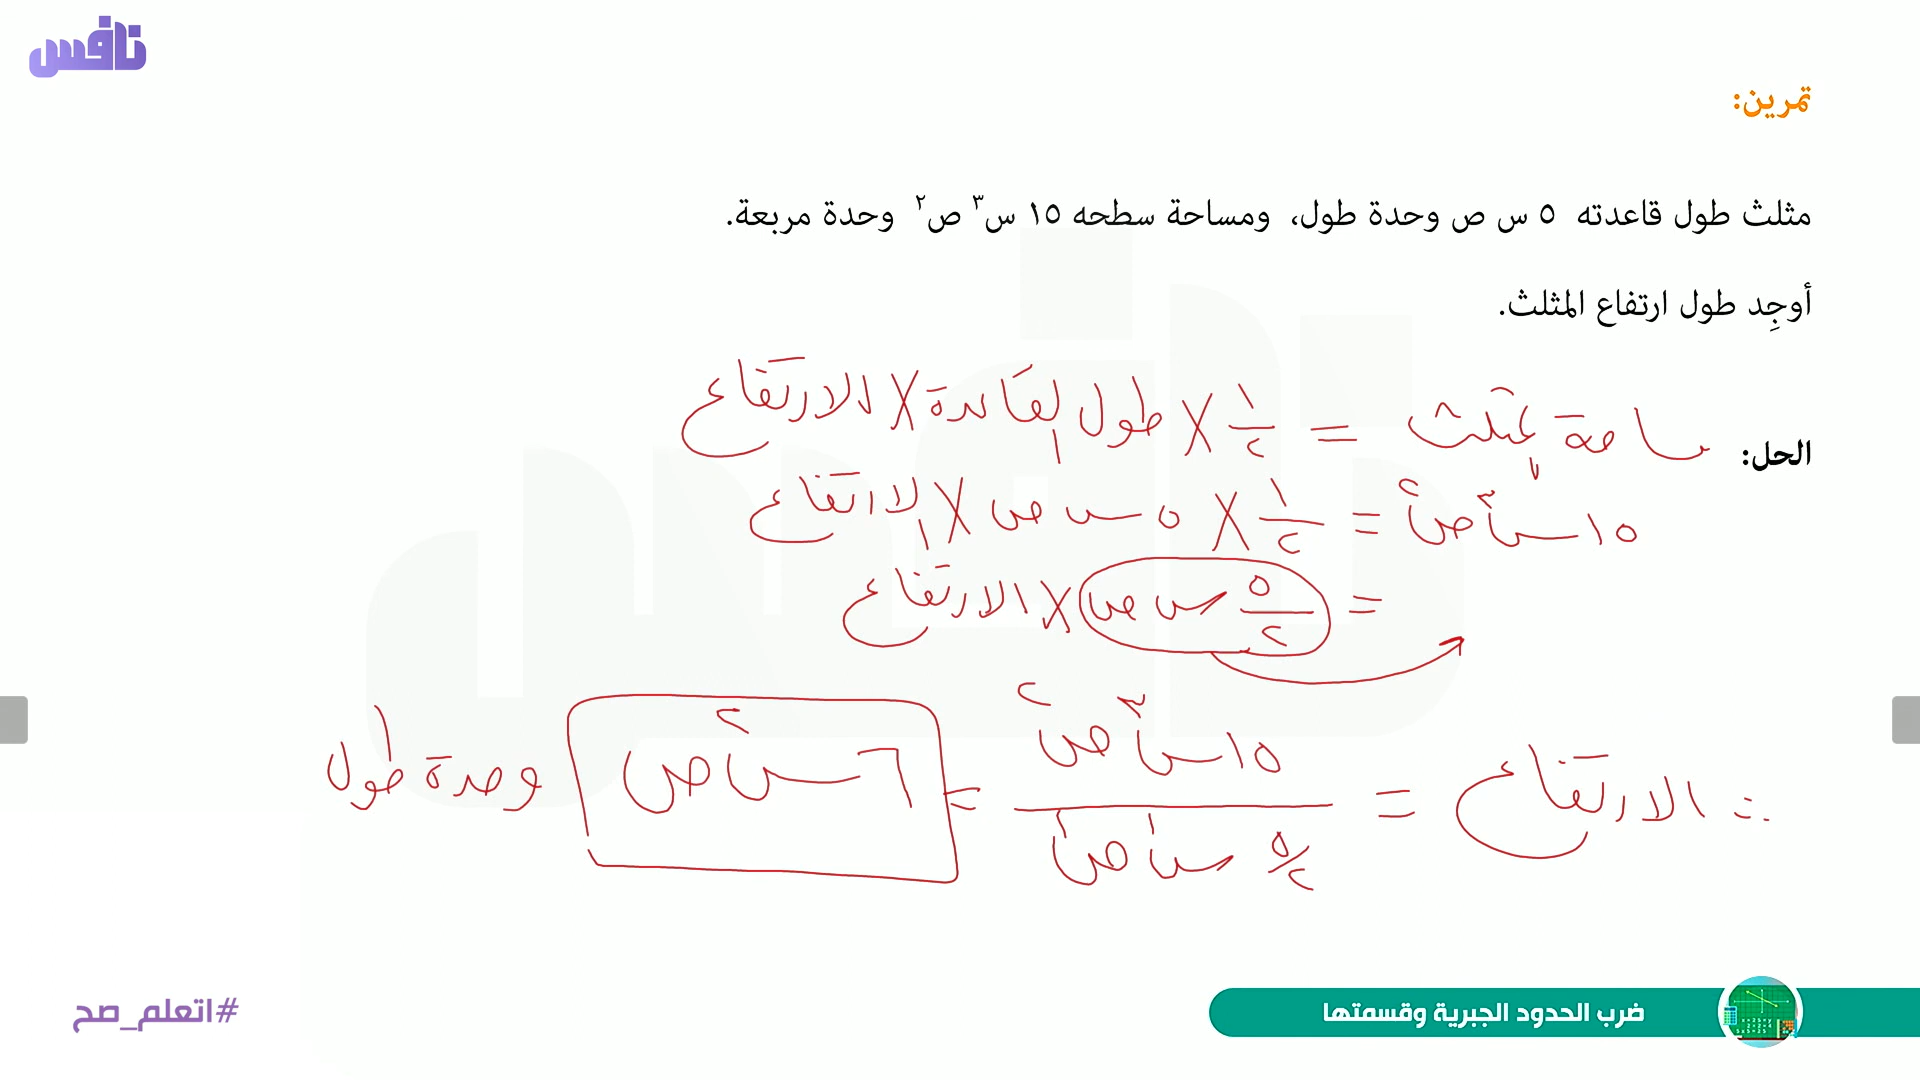 نافس
تمرين:
مثلث طول قاعدته ٥ س ص وحدة طول، ومساحة سطحه ١٥ س٣ ص٢ وحدة مربعة.
أوجِد طول ارتفاع المثلث.
الحل: مساحة المثلث = ١/٢ × طول القاعدة × الارتفاع
١٥ س٣ ص٢ = ١/٢ × ٥ س ص × الارتفاع
= ٥/٢ س ص × الارتفاع
∴ الارتفاع = ١٥ س٣ ص٢ / ٥/٢ س١ ص١ = ٦ س٢ ص وحدة طول
ضرب الحدود الجبرية وقسمتها
#اتعلم_صح